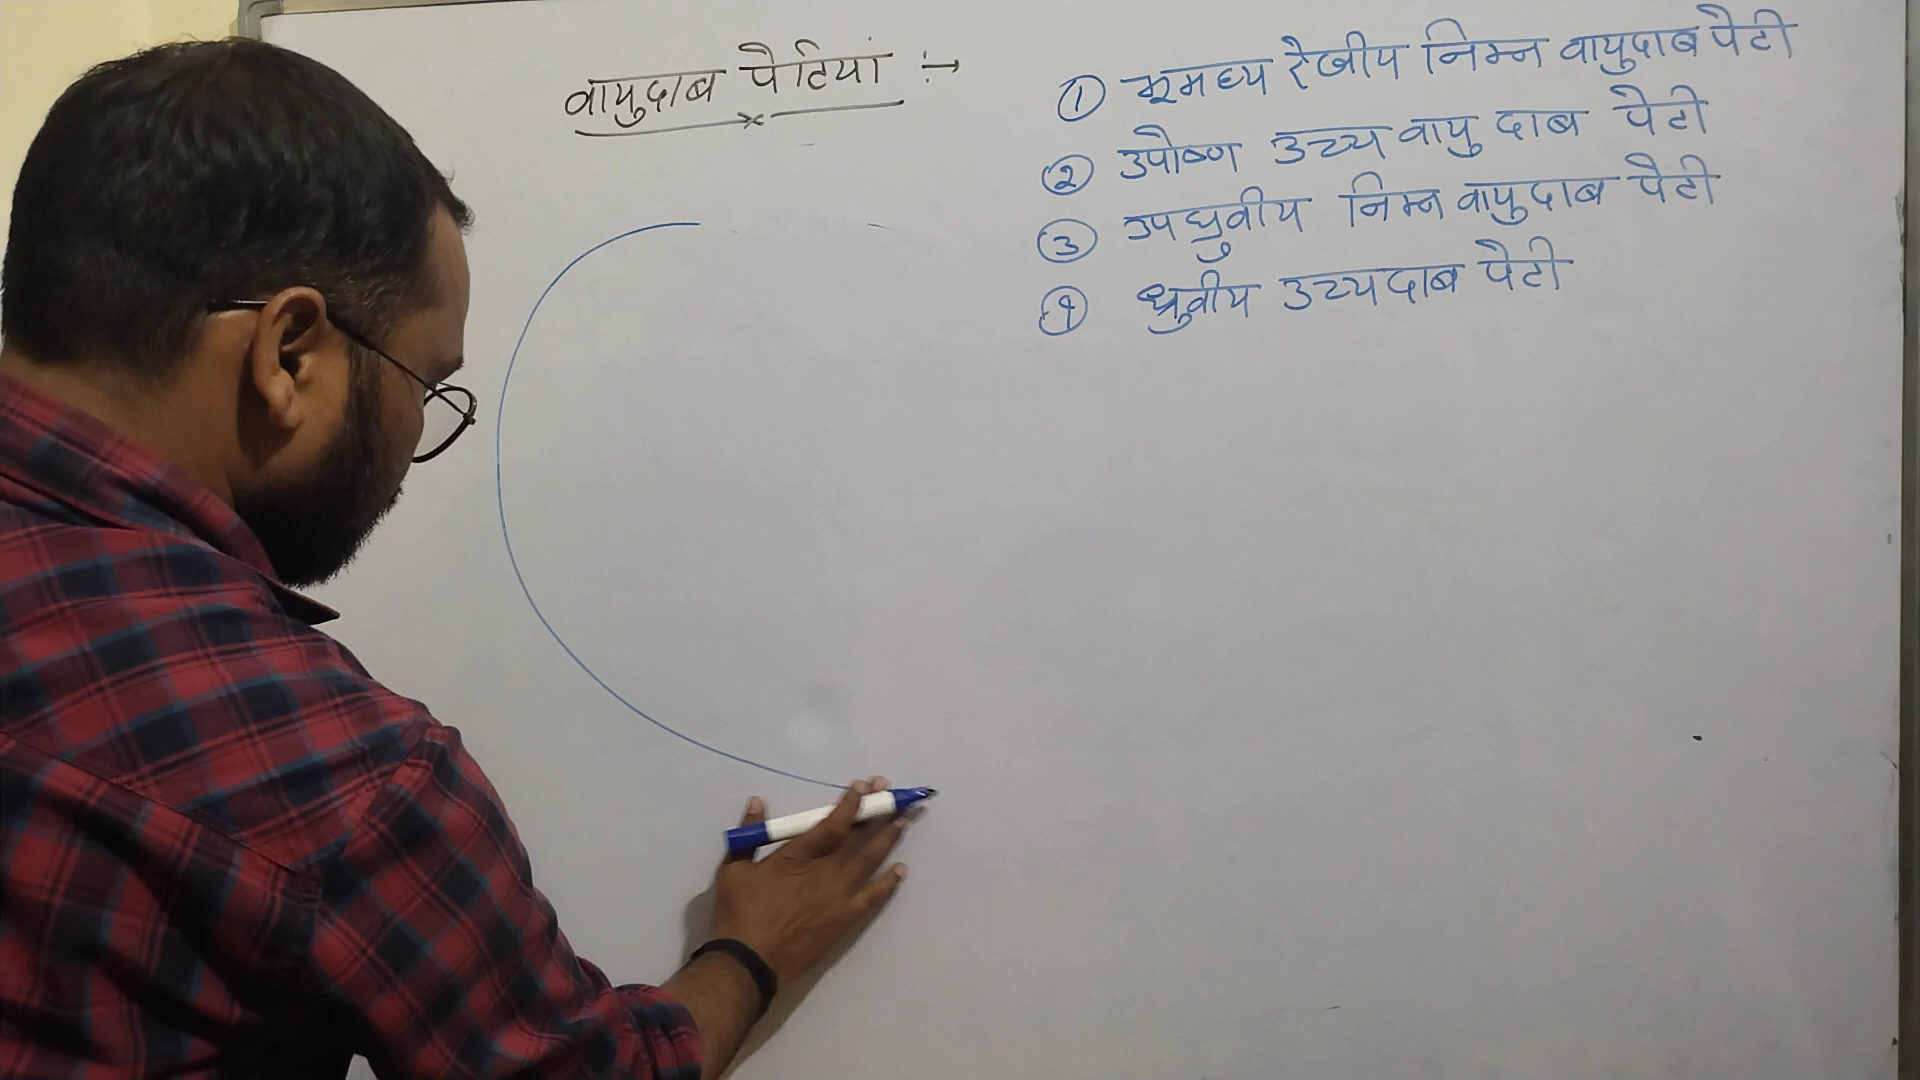 वायुदाब पेटियां :→
① भूमध्य रेखीय निम्न वायुदाब पेटी
② उपोष्ण उच्च वायु दाब पेटी
③ उपध्रुवीय निम्न वायुदाब पेटी
④ ध्रुवीय उच्चदाब पेटी